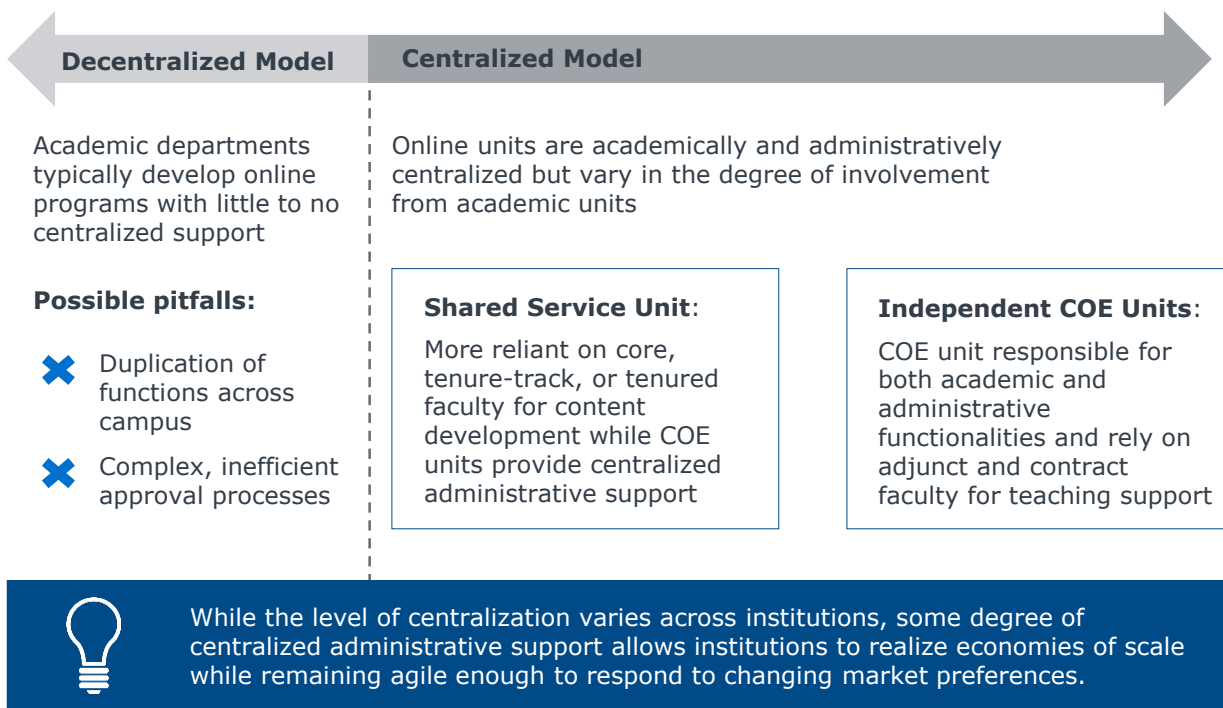 Decentralized Model
Centralized Model
Academic departments
typically develop online
programs with little to no
centralized support
Possible pitfalls:
Duplication of
functions across
campus
Complex, inefficient
approval processes
Online units are academically and administratively
centralized but vary in the degree of involvement
from academic units
Shared Service Unit:
More reliant on core,
tenure-track, or tenured
faculty for content
development while COE
units provide centralized
administrative support
Independent COE Units:
COE unit responsible for
both academic and
administrative
functionalities and rely on
adjunct and contract
faculty for teaching support
While the level of centralization varies across institutions, some degree of
centralized administrative support allows institutions to realize economies of scale
while remaining agile enough to respond to changing market preferences.